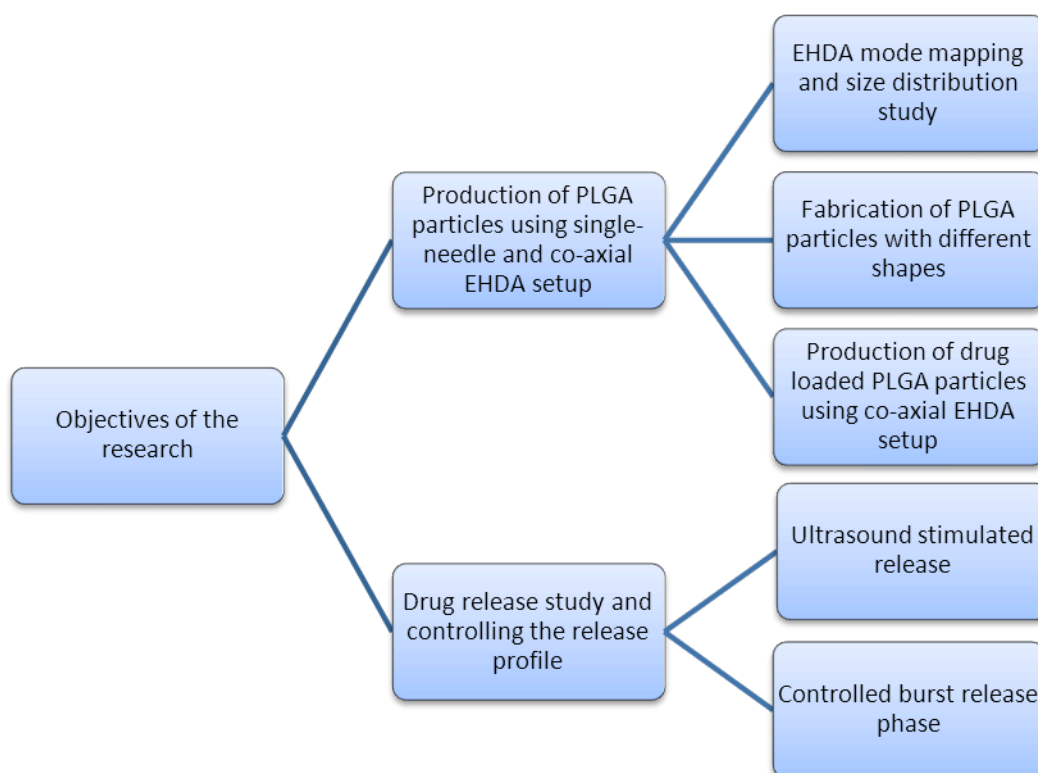 EHDA mode mapping
and size distribution
study
Production of PLGA
particles using single-
needle and co-axial
EHDA setup
Fabrication of PLGA
particles with different
shapes
Production of drug
loaded PLGA particles
using co-axial EHDA
setup
Objectives of the
research
Ultrasound stimulated
release
Drug release study and
controlling the release
profile
Controlled burst release
phase